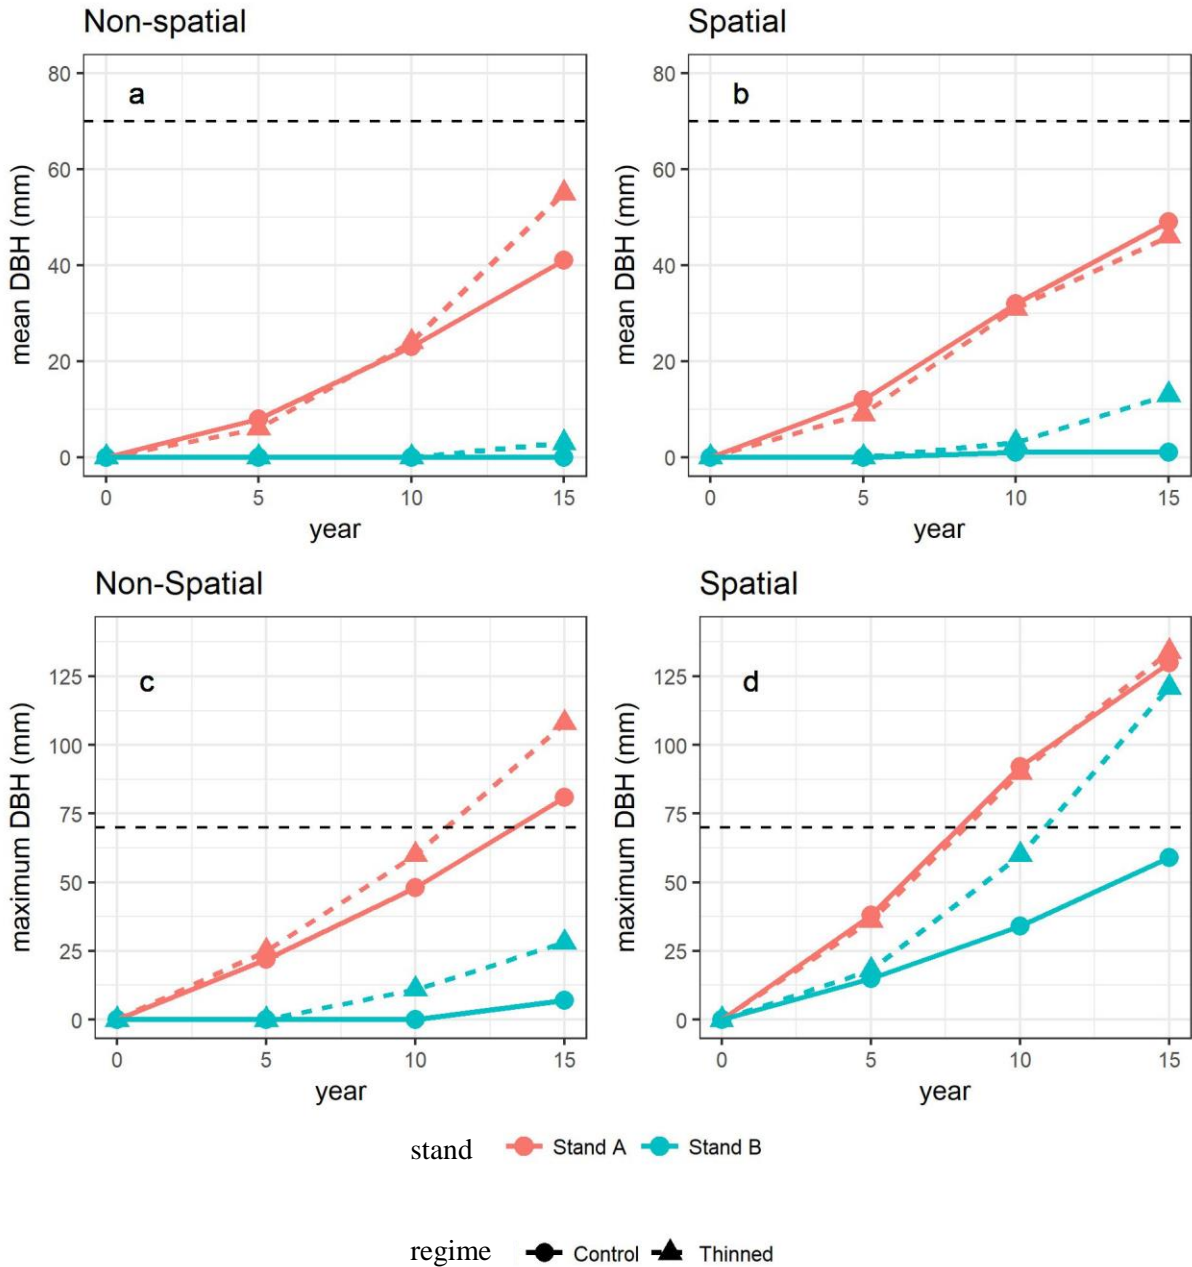 Non-spatial
Spatial
a
b
mean DBH (mm)
mean DBH (mm)
80
60
40
20
0
80
60
40
20
0
0 5 10 15
0 5 10 15
year
year
Non-Spatial
Spatial
c
d
maximum DBH (mm)
maximum DBH (mm)
125
100
75
50
25
0
125
100
75
50
25
0
0 5 10 15
0 5 10 15
year
year
stand Stand A Stand B
regime Control Thinned